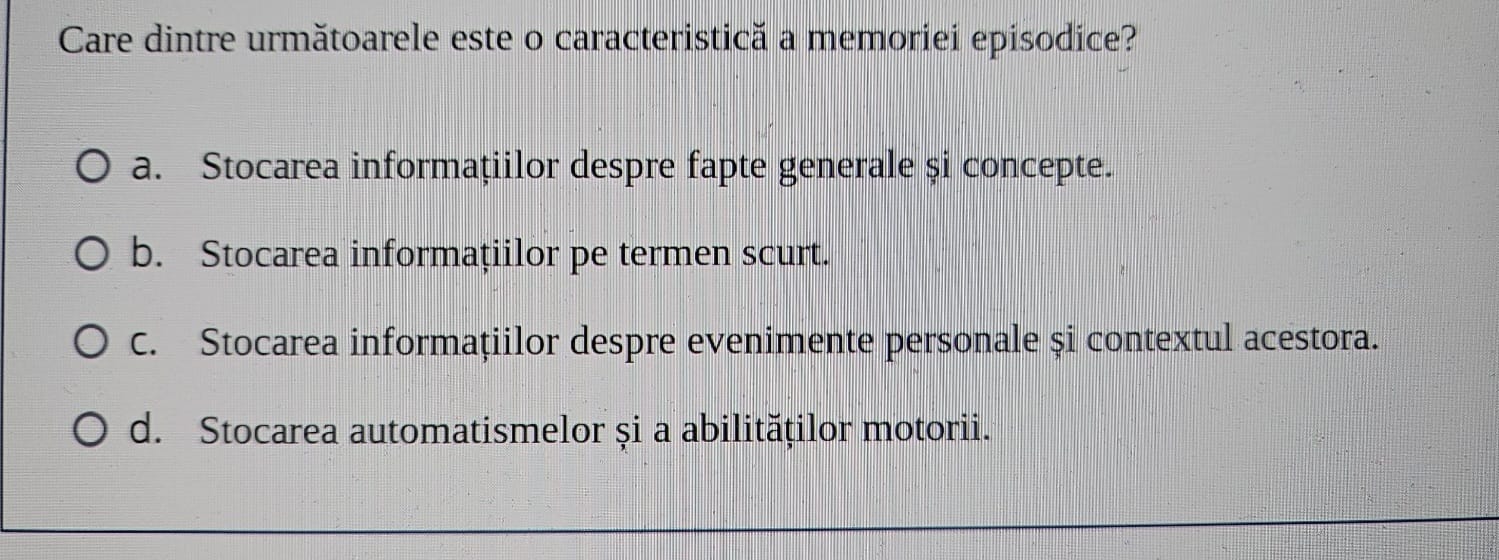 Care dintre următoarele este o caracteristică a memoriei episodice?
a. Stocarea informațiilor despre fapte generale și concepte.
b. Stocarea informațiilor pe termen scurt.
c. Stocarea informațiilor despre evenimente personale și contextul acestora.
d. Stocarea automatismelor și a abilităților motorii.